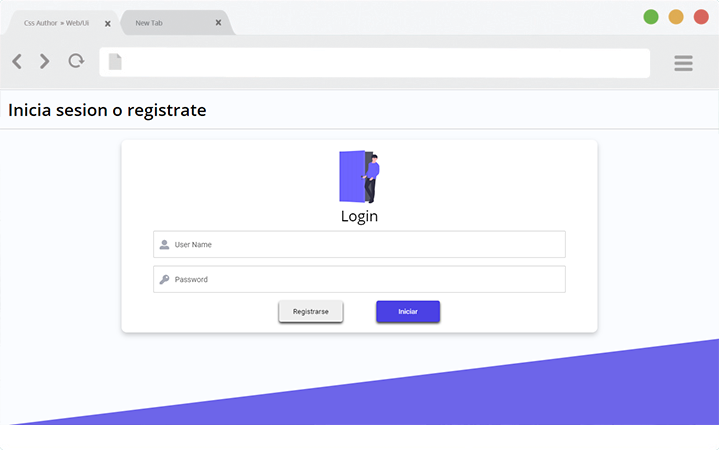 Css Author » Web/Ui
New Tab
Inicia sesion o registrate
Login
User Name
Password
Registrarse
Iniciar